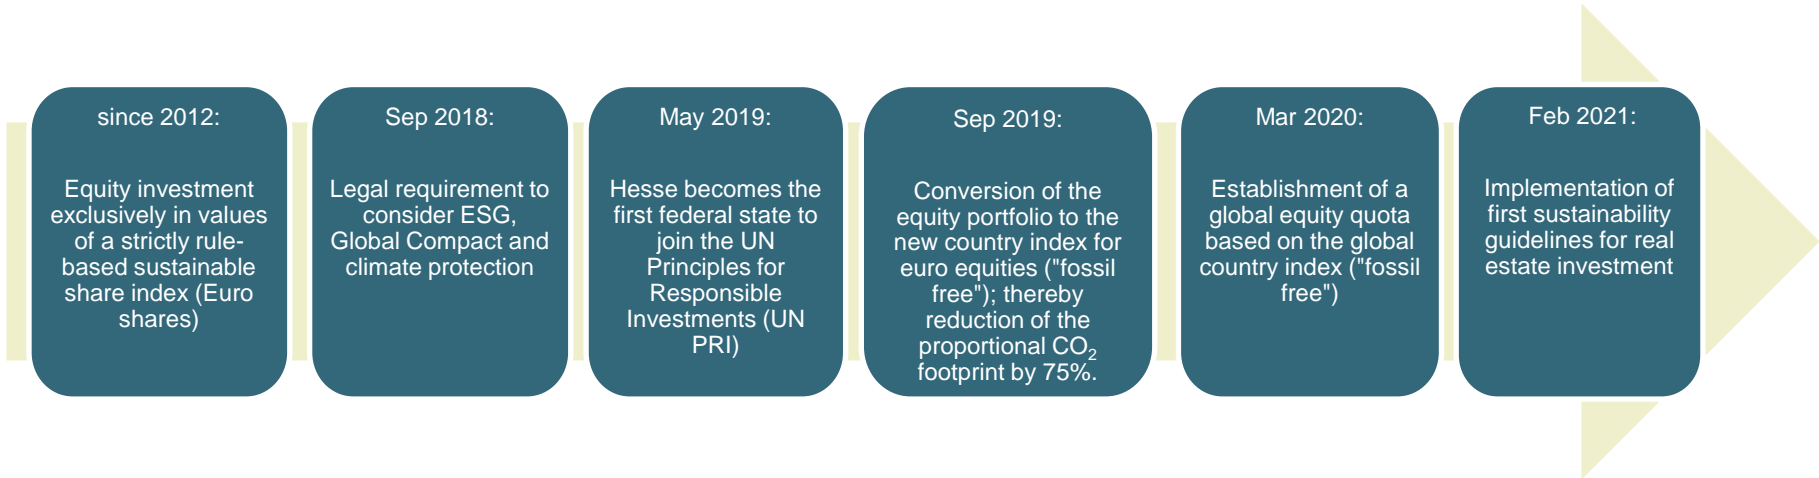 since 2012:
Equity investment
exclusively in values
of a strictly rule-
based sustainable
share index (Euro
shares)
Sep 2018:
Legal requirement to
consider ESG,
Global Compact and
climate protection
May 2019:
Hesse becomes the
first federal state to
join the UN
Principles for
Responsible
Investments (UN
PRI)
Sep 2019:
Conversion of the
equity portfolio to the
new country index for
euro equities ("fossil
free"); thereby
reduction of the
proportional CO₂
footprint by 75%.
Mar 2020:
Establishment of a
global equity quota
based on the global
country index ("fossil
free")
Feb 2021:
Implementation of
first sustainability
guidelines for real
estate investment